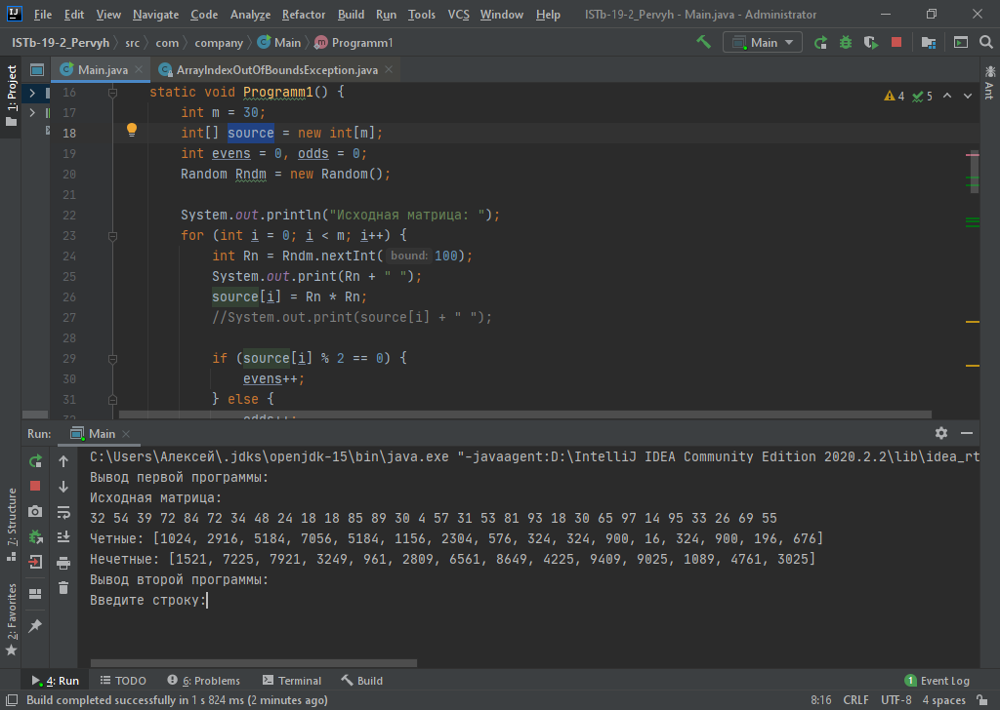 File Edit View Navigate Code Analyze Refactor Build Run Tools VCS Window Help ISTb-19-2_Pervyh - Main.java - Administrator
ISTb-19-2_Pervyh src com company Main Programm1 Main
1: Project
Main.java ArrayIndexOutOfBoundsException.java
Ant
4 5
16 static void Programm1() {
17 int m = 30;
18 int[] source = new int[m];
19 int evens = 0, odds = 0;
20 Random Rndm = new Random();
21
22 System.out.println("Исходная матрица: ");
23 for (int i = 0; i < m; i++) {
24 int Rn = Rndm.nextInt( bound: 100);
25 System.out.print(Rn + " ");
26 source[i] = Rn * Rn;
27 //System.out.print(source[i] + " ");
28
29 if (source[i] % 2 == 0) {
30 evens++;
31 } else {
Run: Main
C:\Users\Алексей\.jdks\openjdk-15\bin\java.exe "-javaagent:D:\IntelliJ IDEA Community Edition 2020.2.2\lib\idea_rt
Вывод первой программы:
Исходная матрица:
32 54 39 72 84 72 34 48 24 18 18 85 89 30 4 57 31 53 81 93 18 30 65 97 14 95 33 26 69 55
Четные: [1024, 2916, 5184, 7056, 5184, 1156, 2304, 576, 324, 324, 900, 16, 324, 900, 196, 676]
Нечетные: [1521, 7225, 7921, 3249, 961, 2809, 6561, 8649, 4225, 9409, 9025, 1089, 4761, 3025]
Вывод второй программы:
Введите строку:
7: Structure
2: Favorites
4: Run TODO 6: Problems Terminal Build 1 Event Log
Build completed successfully in 1 s 824 ms (2 minutes ago) 8:16 CRLF UTF-8 4 spaces